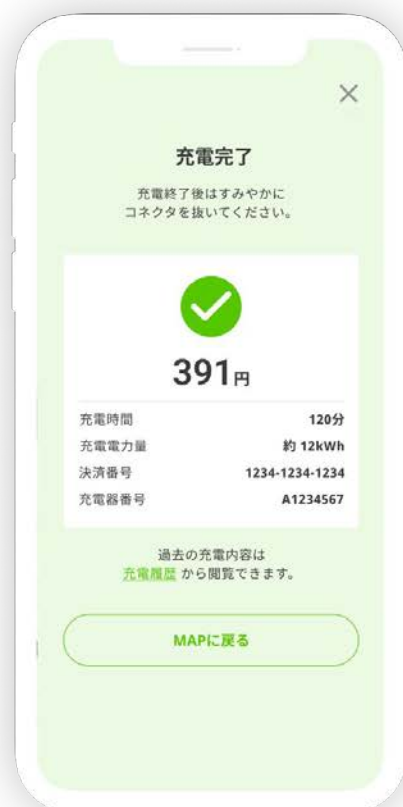 充電完了
充電終了後はすみやかに
コネクタを抜いてください。
391円
充電時間 120分
充電電力量 約 12kWh
決済番号 1234-1234-1234
充電器番号 A1234567
過去の充電内容は
充電履歴 から閲覧できます。
MAPに戻る